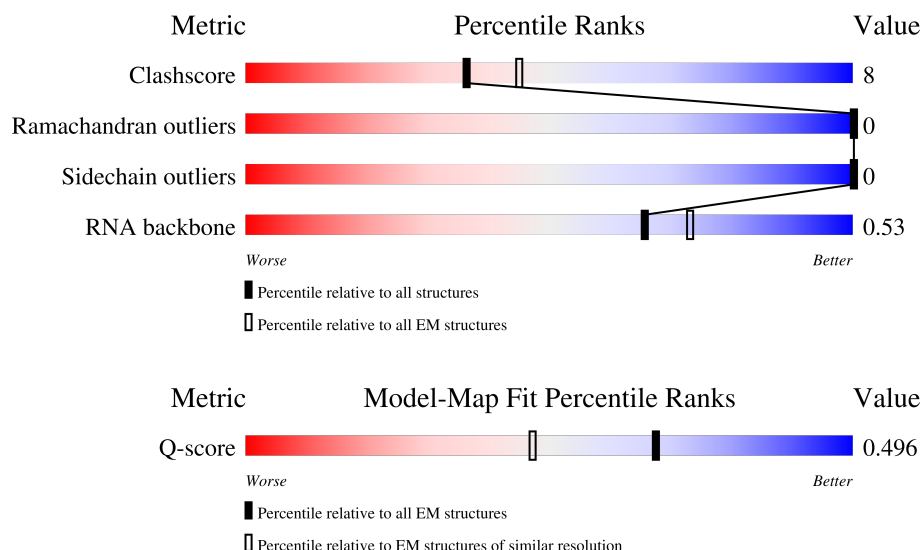 Metric Percentile Ranks Value
Clashscore 8
Ramachandran outliers 0
Sidechain outliers 0
RNA backbone 0.53
Worse Better
Percentile relative to all structures
Percentile relative to all EM structures
Metric Model-Map Fit Percentile Ranks Value
Q-score 0.496
Worse Better
Percentile relative to all EM structures
Percentile relative to EM structures of similar resolution